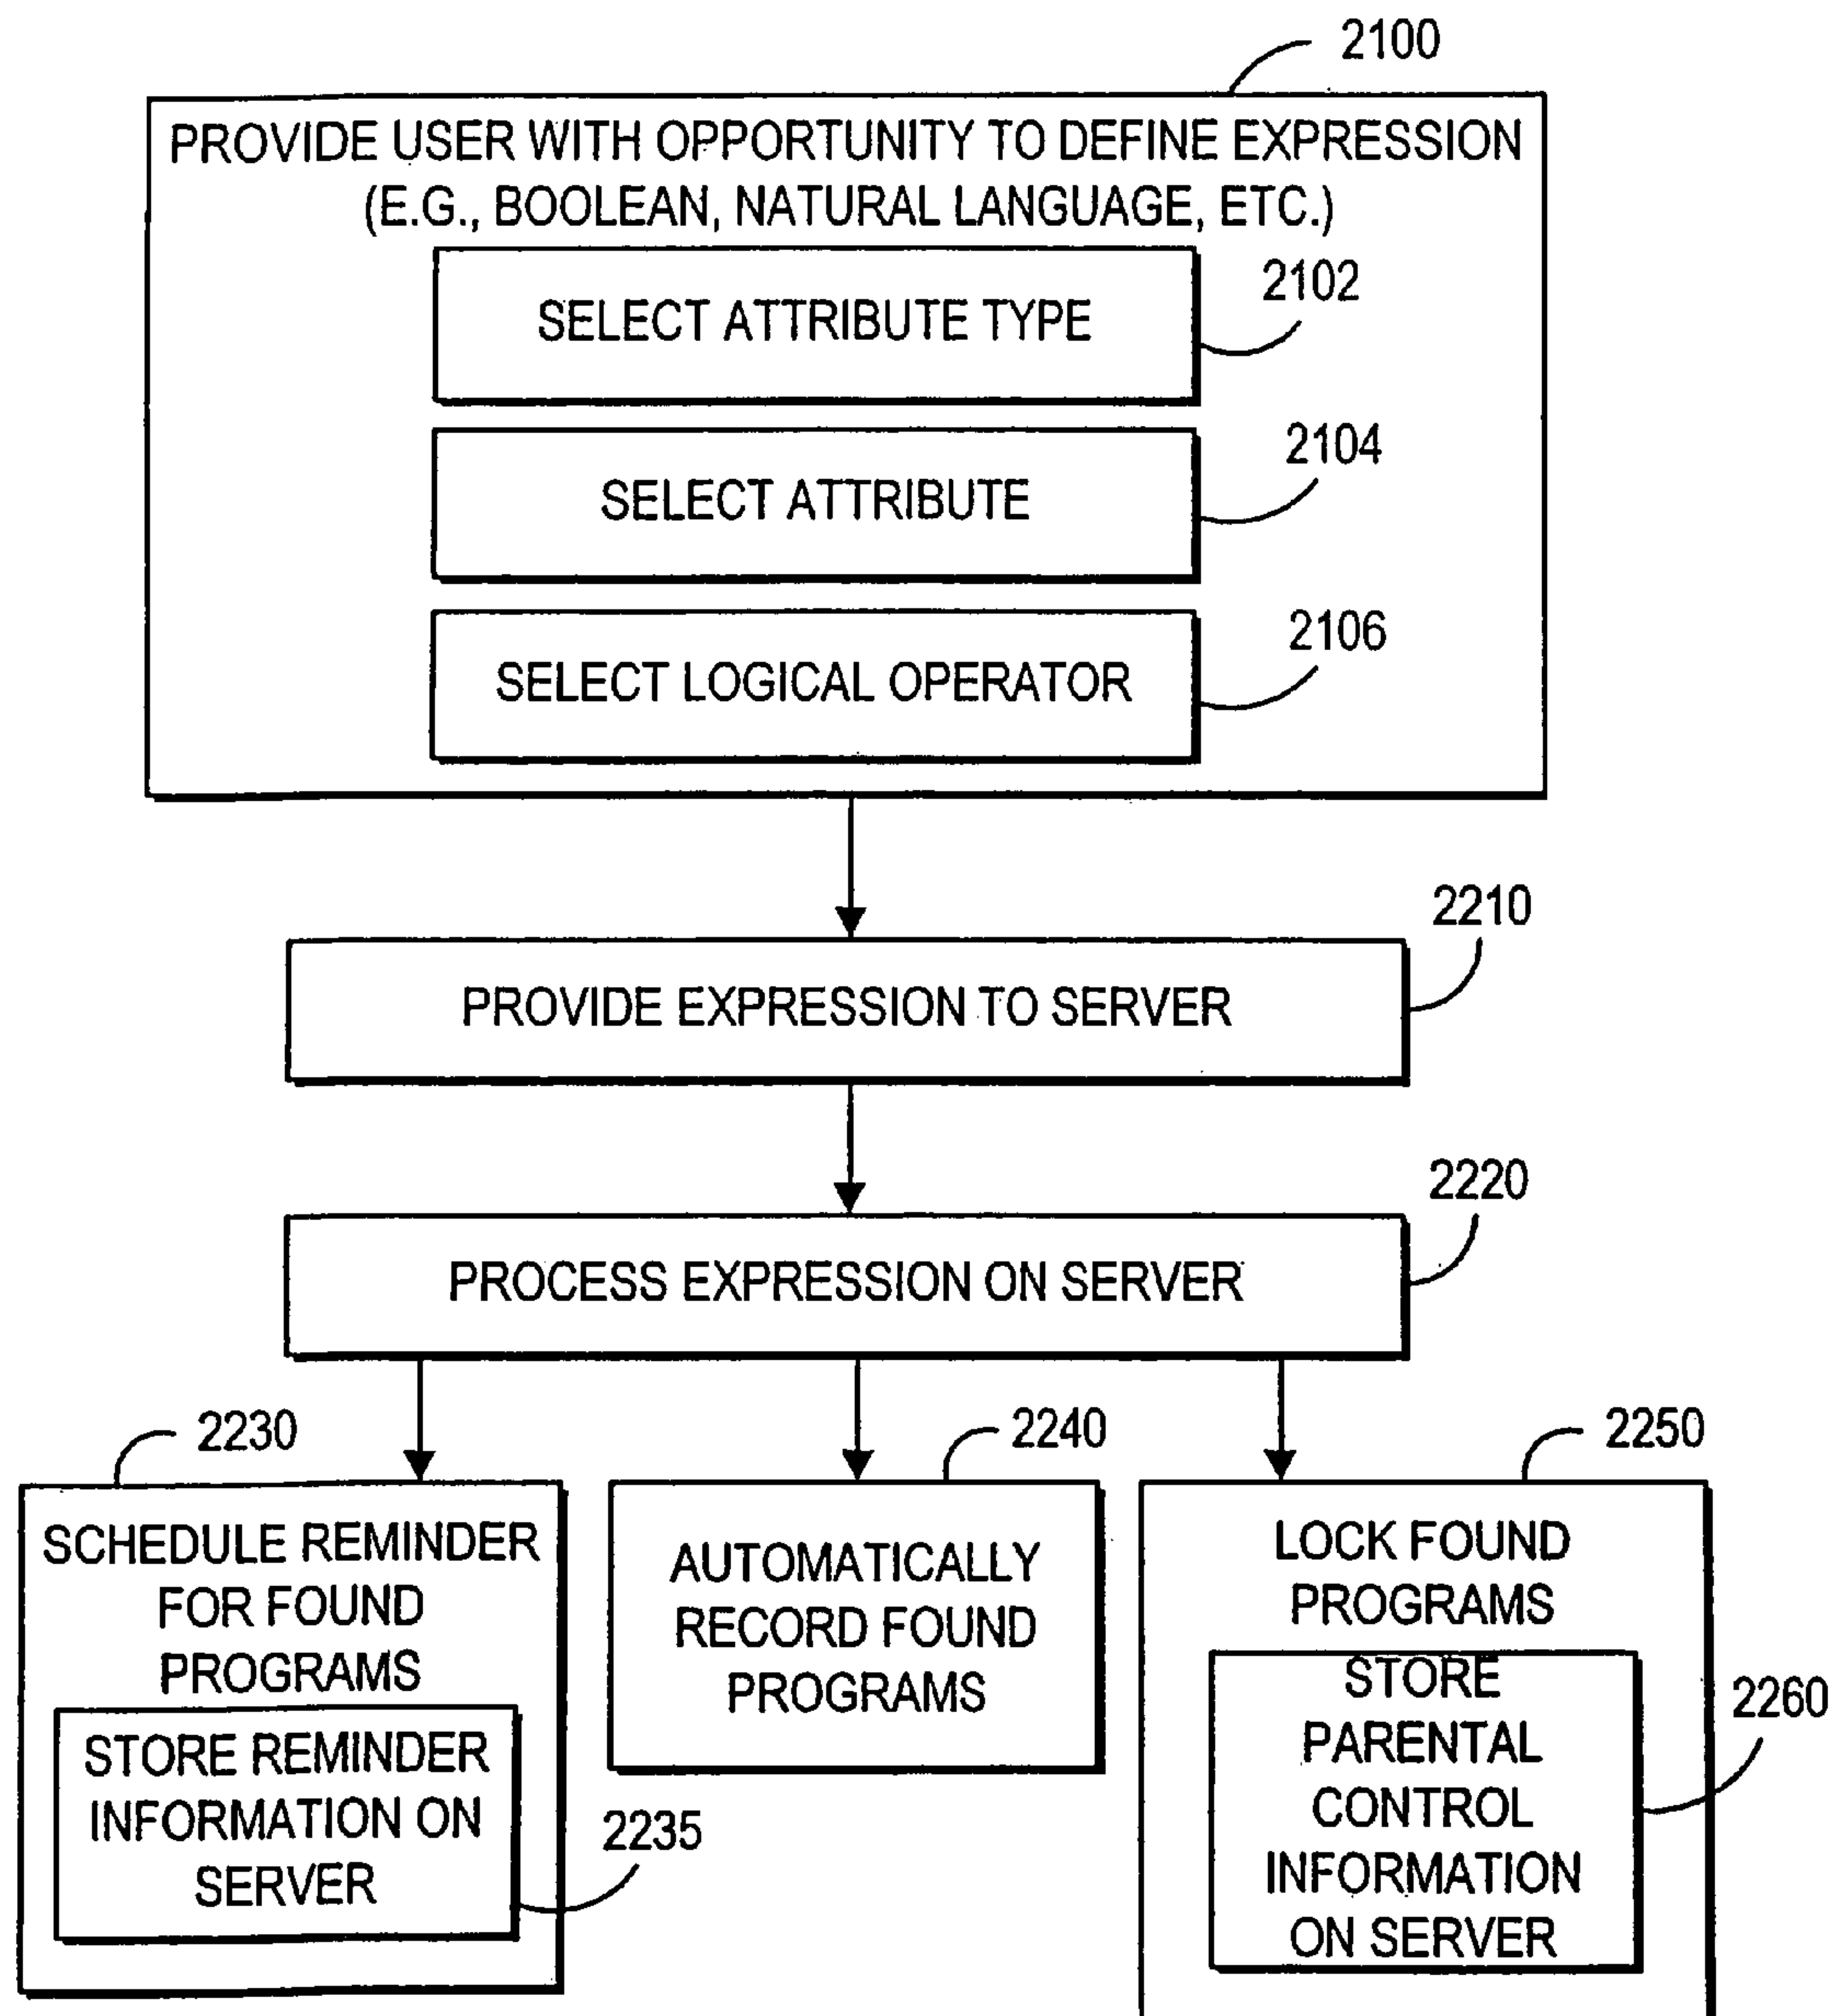 2100
PROVIDE USER WITH OPPORTUNITY TO DEFINE EXPRESSION
(E.G., BOOLEAN, NATURAL LANGUAGE, ETC.)
SELECT ATTRIBUTE TYPE
2102
SELECT ATTRIBUTE
2104
SELECT LOGICAL OPERATOR
2106
PROVIDE EXPRESSION TO SERVER
2210
PROCESS EXPRESSION ON SERVER
2220
2230
SCHEDULE REMINDER
FOR FOUND
PROGRAMS
STORE REMINDER
INFORMATION ON
SERVER
2235
2240
AUTOMATICALLY
RECORD FOUND
PROGRAMS
2250
LOCK FOUND
PROGRAMS
STORE
PARENTAL
CONTROL
INFORMATION
ON SERVER
2260